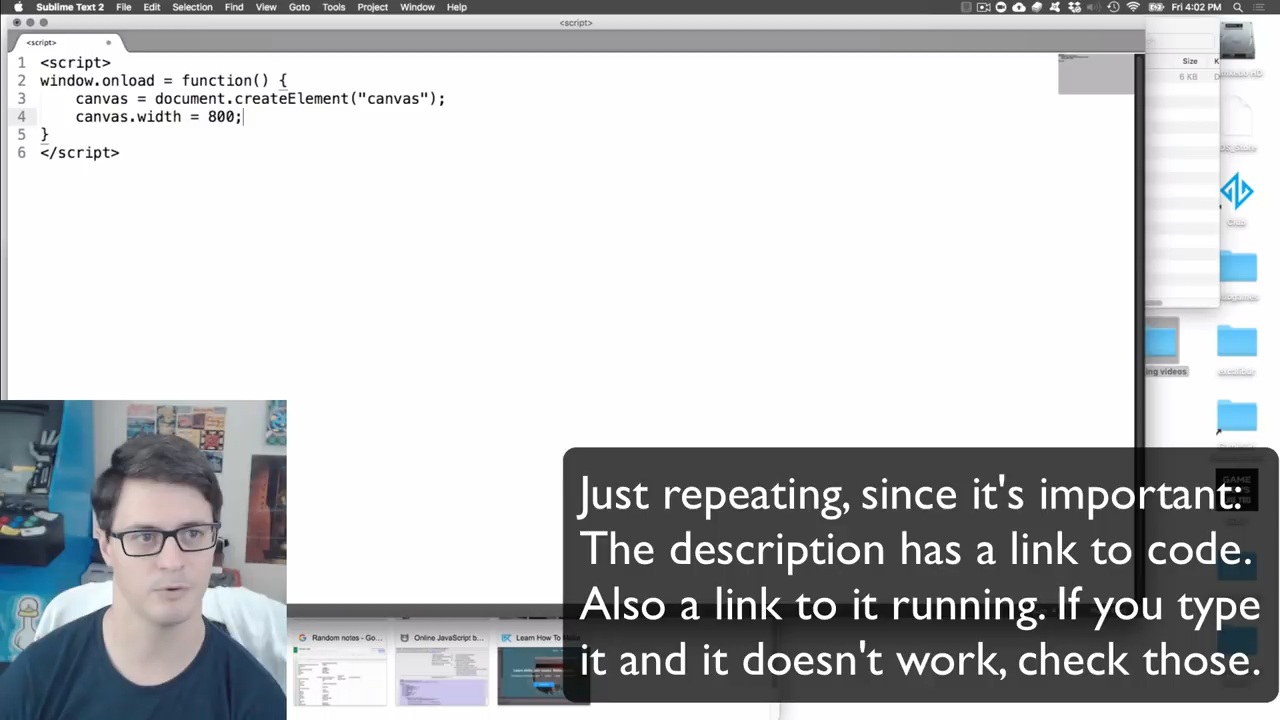 Sublime Text 2 File Edit Selection Find View Goto Tools Project Window Help Fri 4:02 PM
<script>
<script>
Size
6 KB
1 <script>
2 window.onload = function() {
3 canvas = document.createElement("canvas");
4 canvas.width = 800;
5 }
6 </script>
ing videos
Random notes - Go...
Online JavaScript b...
Learn How To
Just repeating, since it's important:
The description has a link to code.
Also a link to it running. If you type
it and it doesn't work, check those.